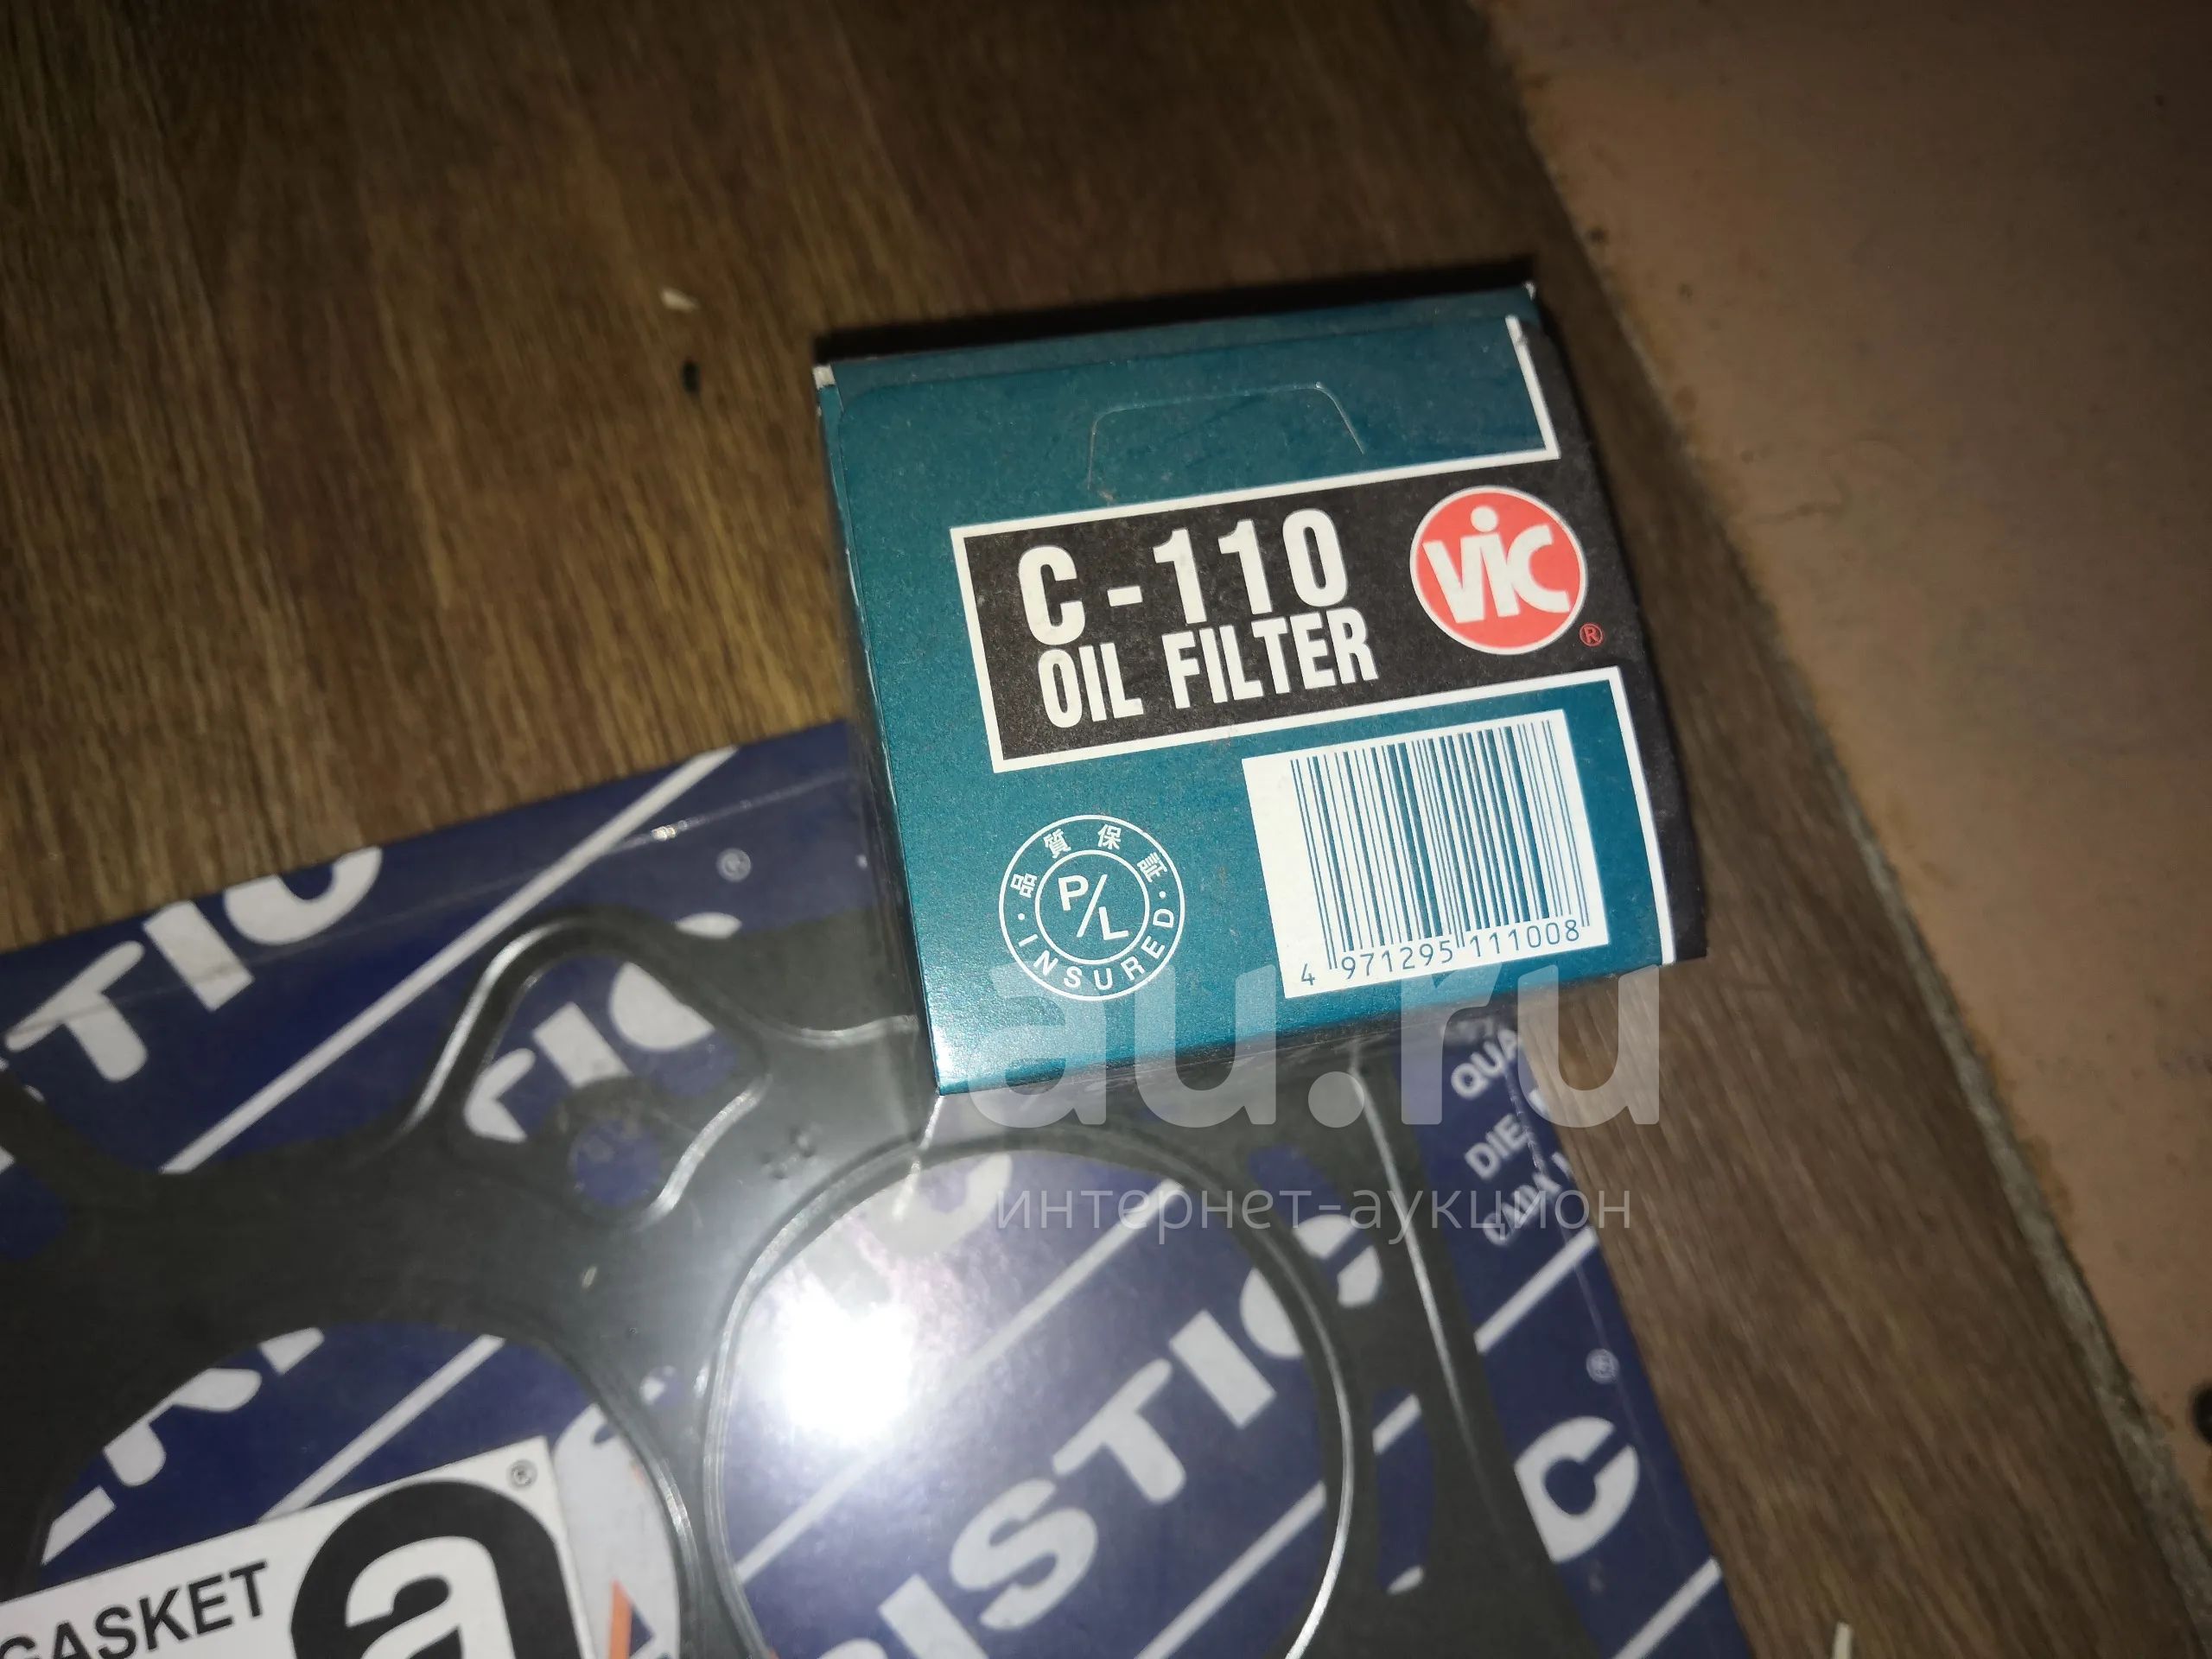 C-110
OIL FILTER
ViC
®
品質保証
P/L
INSURED
4 971295 111008
au.ru
интернет-аукцион
TIC
®
QUA
DIE
ISTIC
®
C
GASKET
a
®